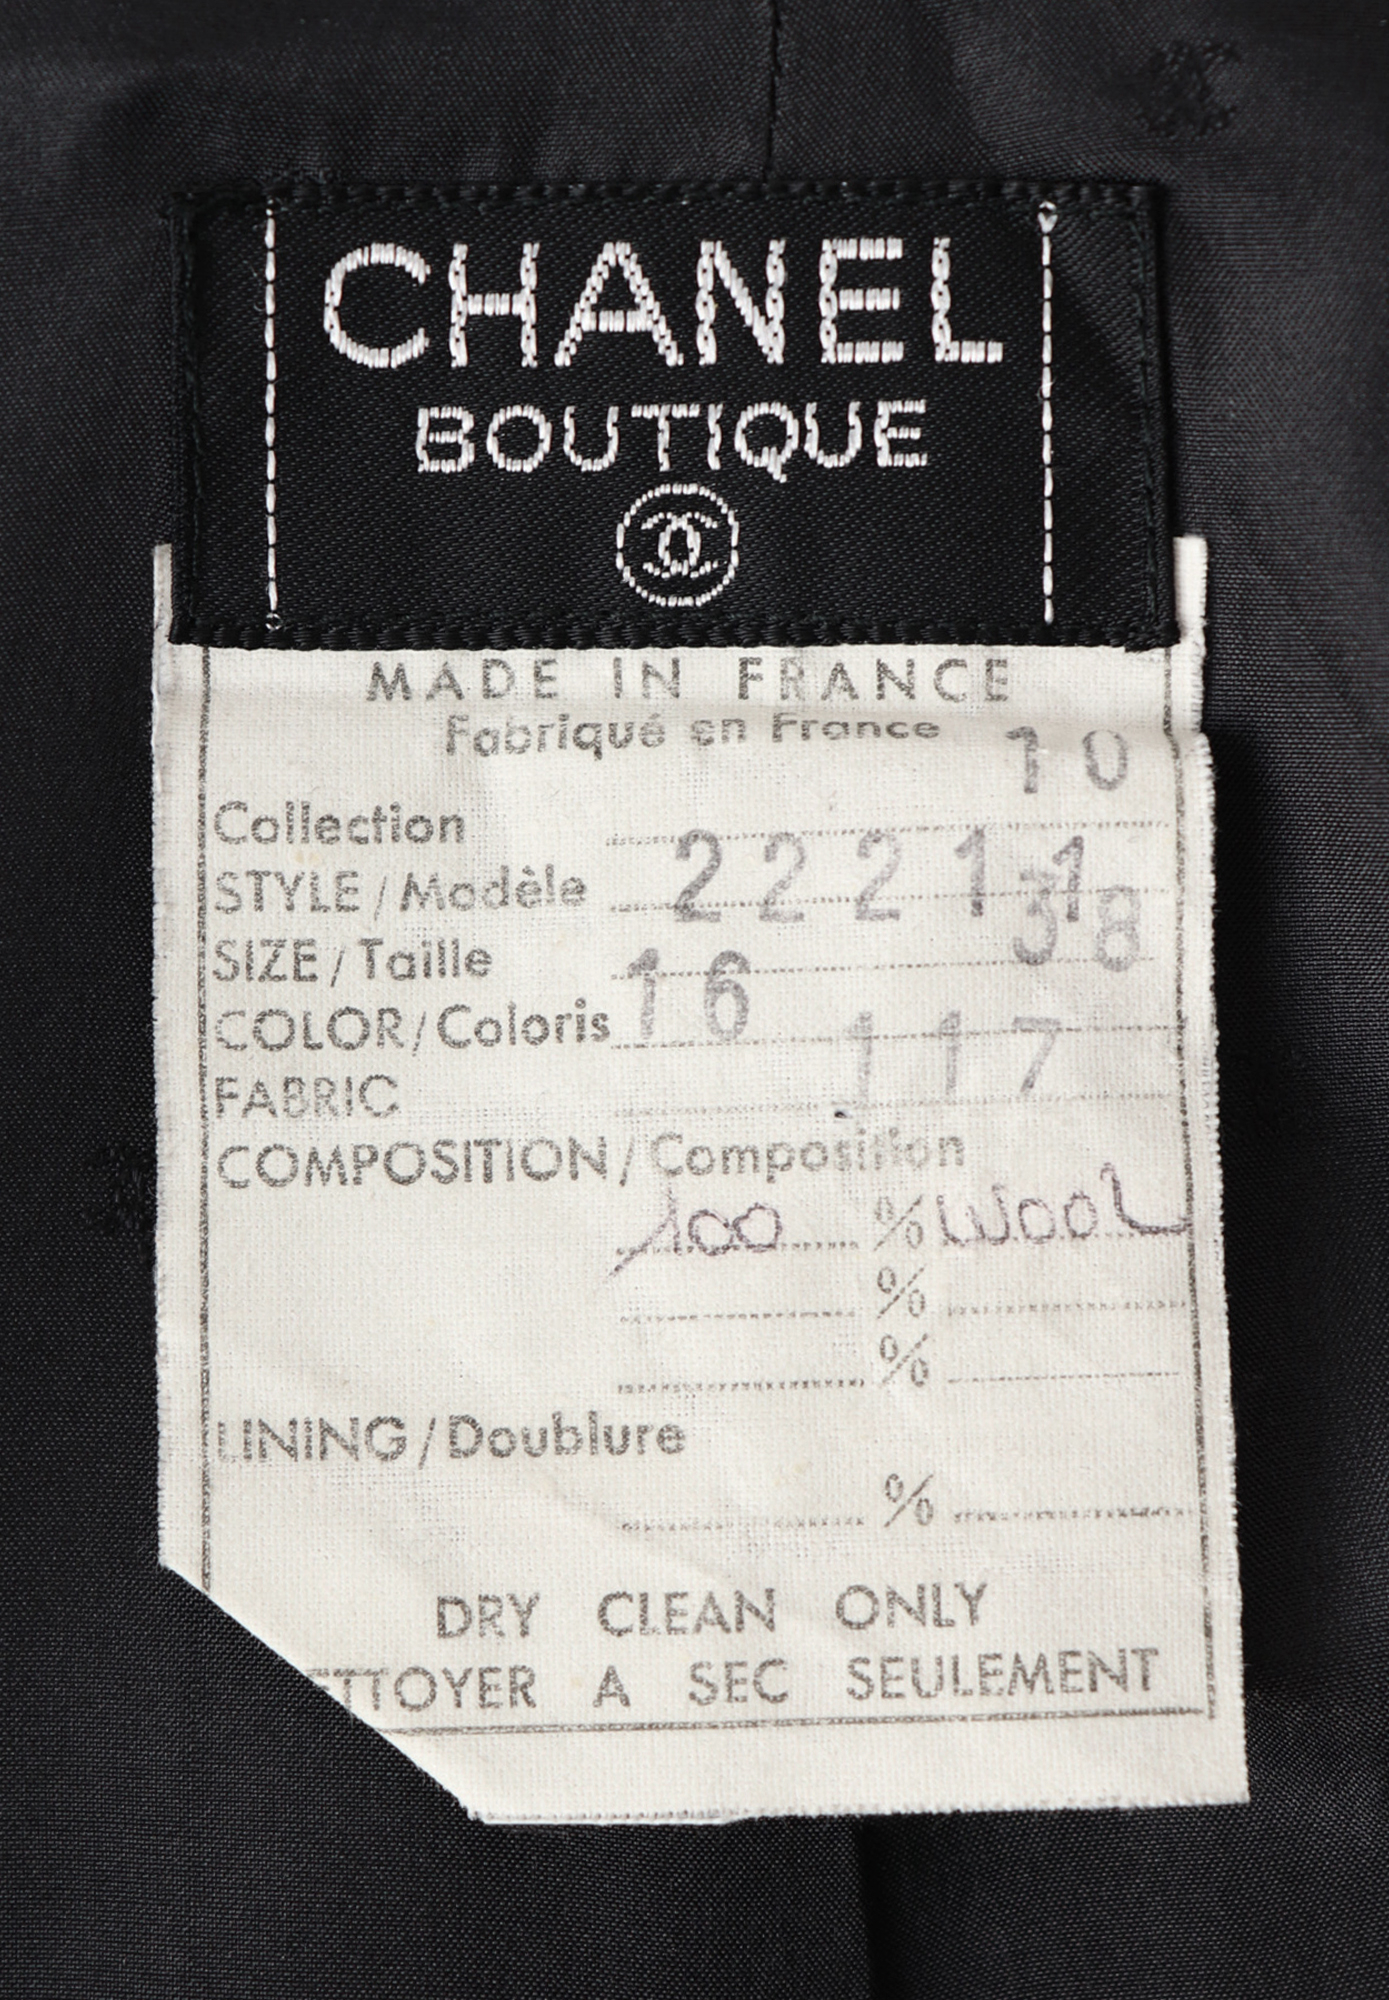 CHANEL
BOUTIQUE
MADE IN FRANCE
Fabriqué en France
Collection 10
STYLE/Modèle 22211
SIZE/Taille 38
COLOR/Coloris 16
FABRIC 117
COMPOSITION/Composition
100 % Wool
%
%
LINING/Doublure
%
DRY CLEAN ONLY
ETTOYER A SEC SEULEMENT